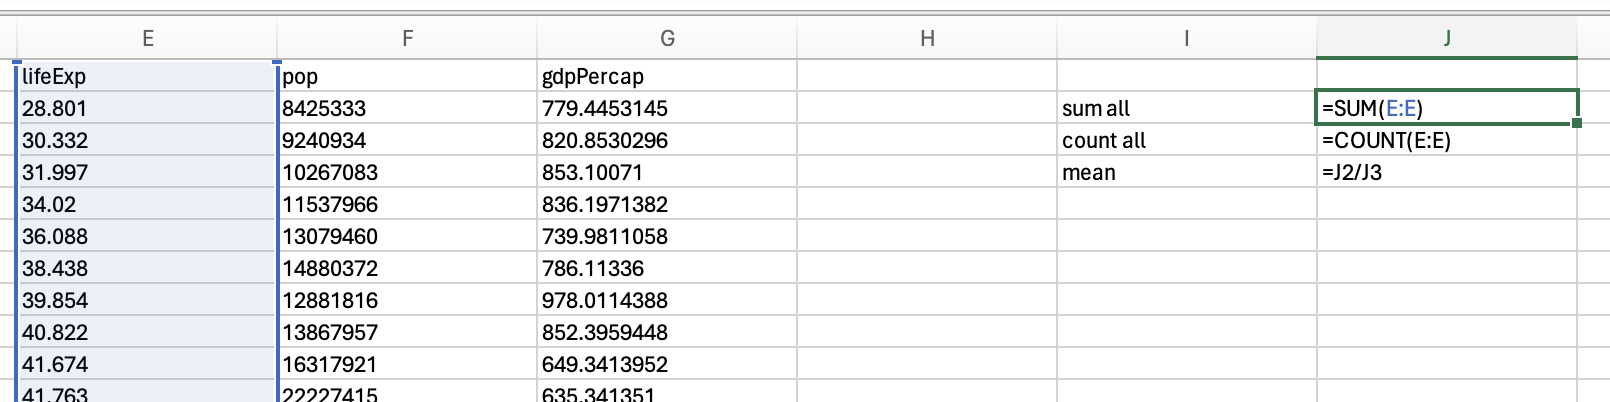 E F G H I J
lifeExp pop gdpPercap
28.801 8425333 779.4453145 sum all =SUM(E:E)
30.332 9240934 820.8530296 count all =COUNT(E:E)
31.997 10267083 853.10071 mean =J2/J3
34.02 11537966 836.1971382
36.088 13079460 739.9811058
38.438 14880372 786.11336
39.854 12881816 978.0114388
40.822 13867957 852.3959448
41.674 16317921 649.3413952
41.763 22227415 635.341351